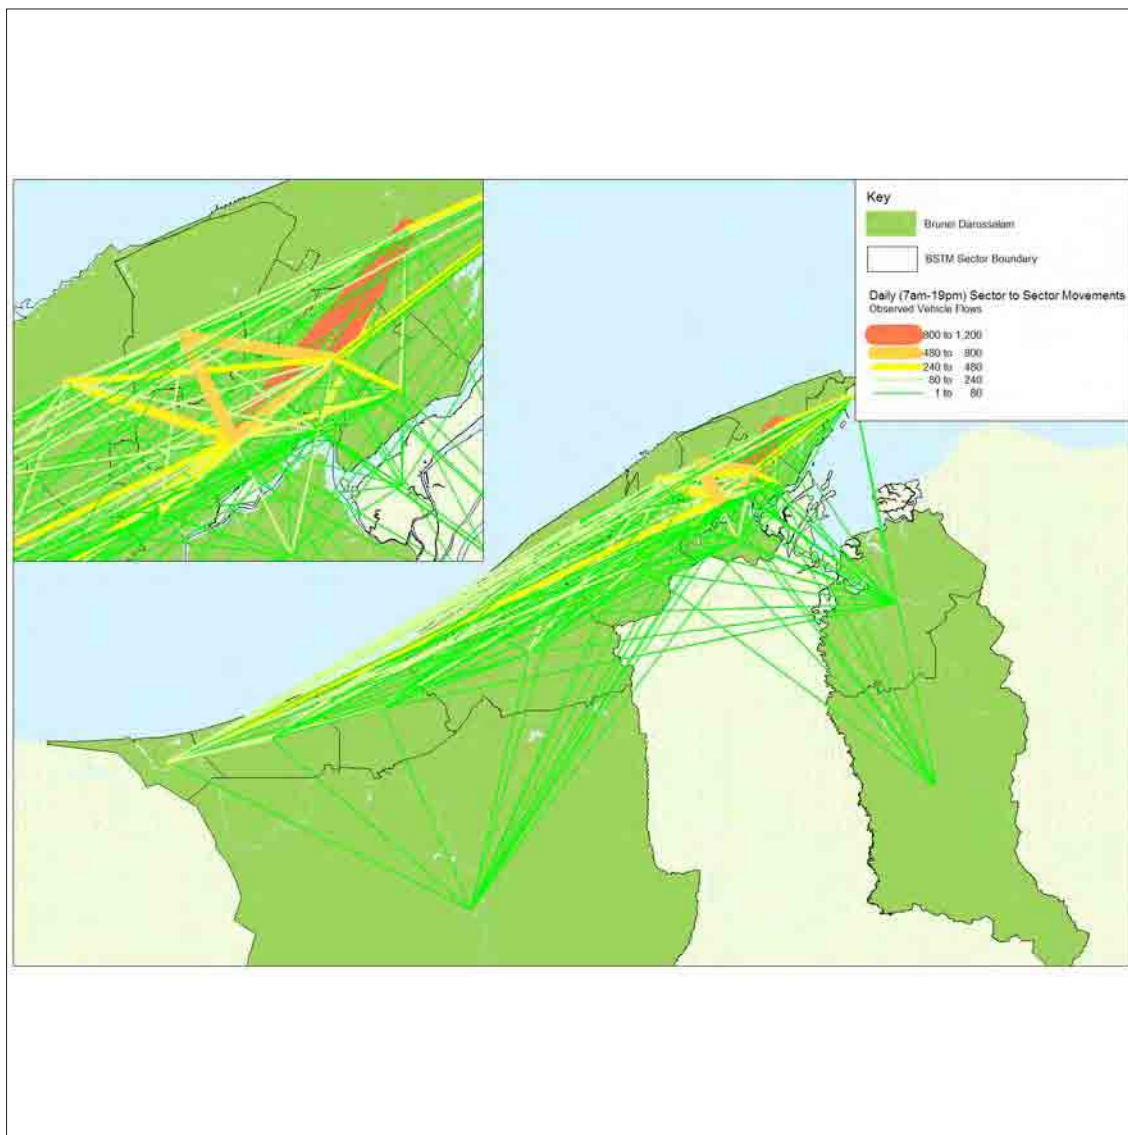 Key
Brunei Darussalam
BSTM Sector Boundary
Daily (7am-19pm) Sector to Sector Movements
Observed Vehicle Flows
800 to 1,200
480 to 800
240 to 480
80 to 240
1 to 80